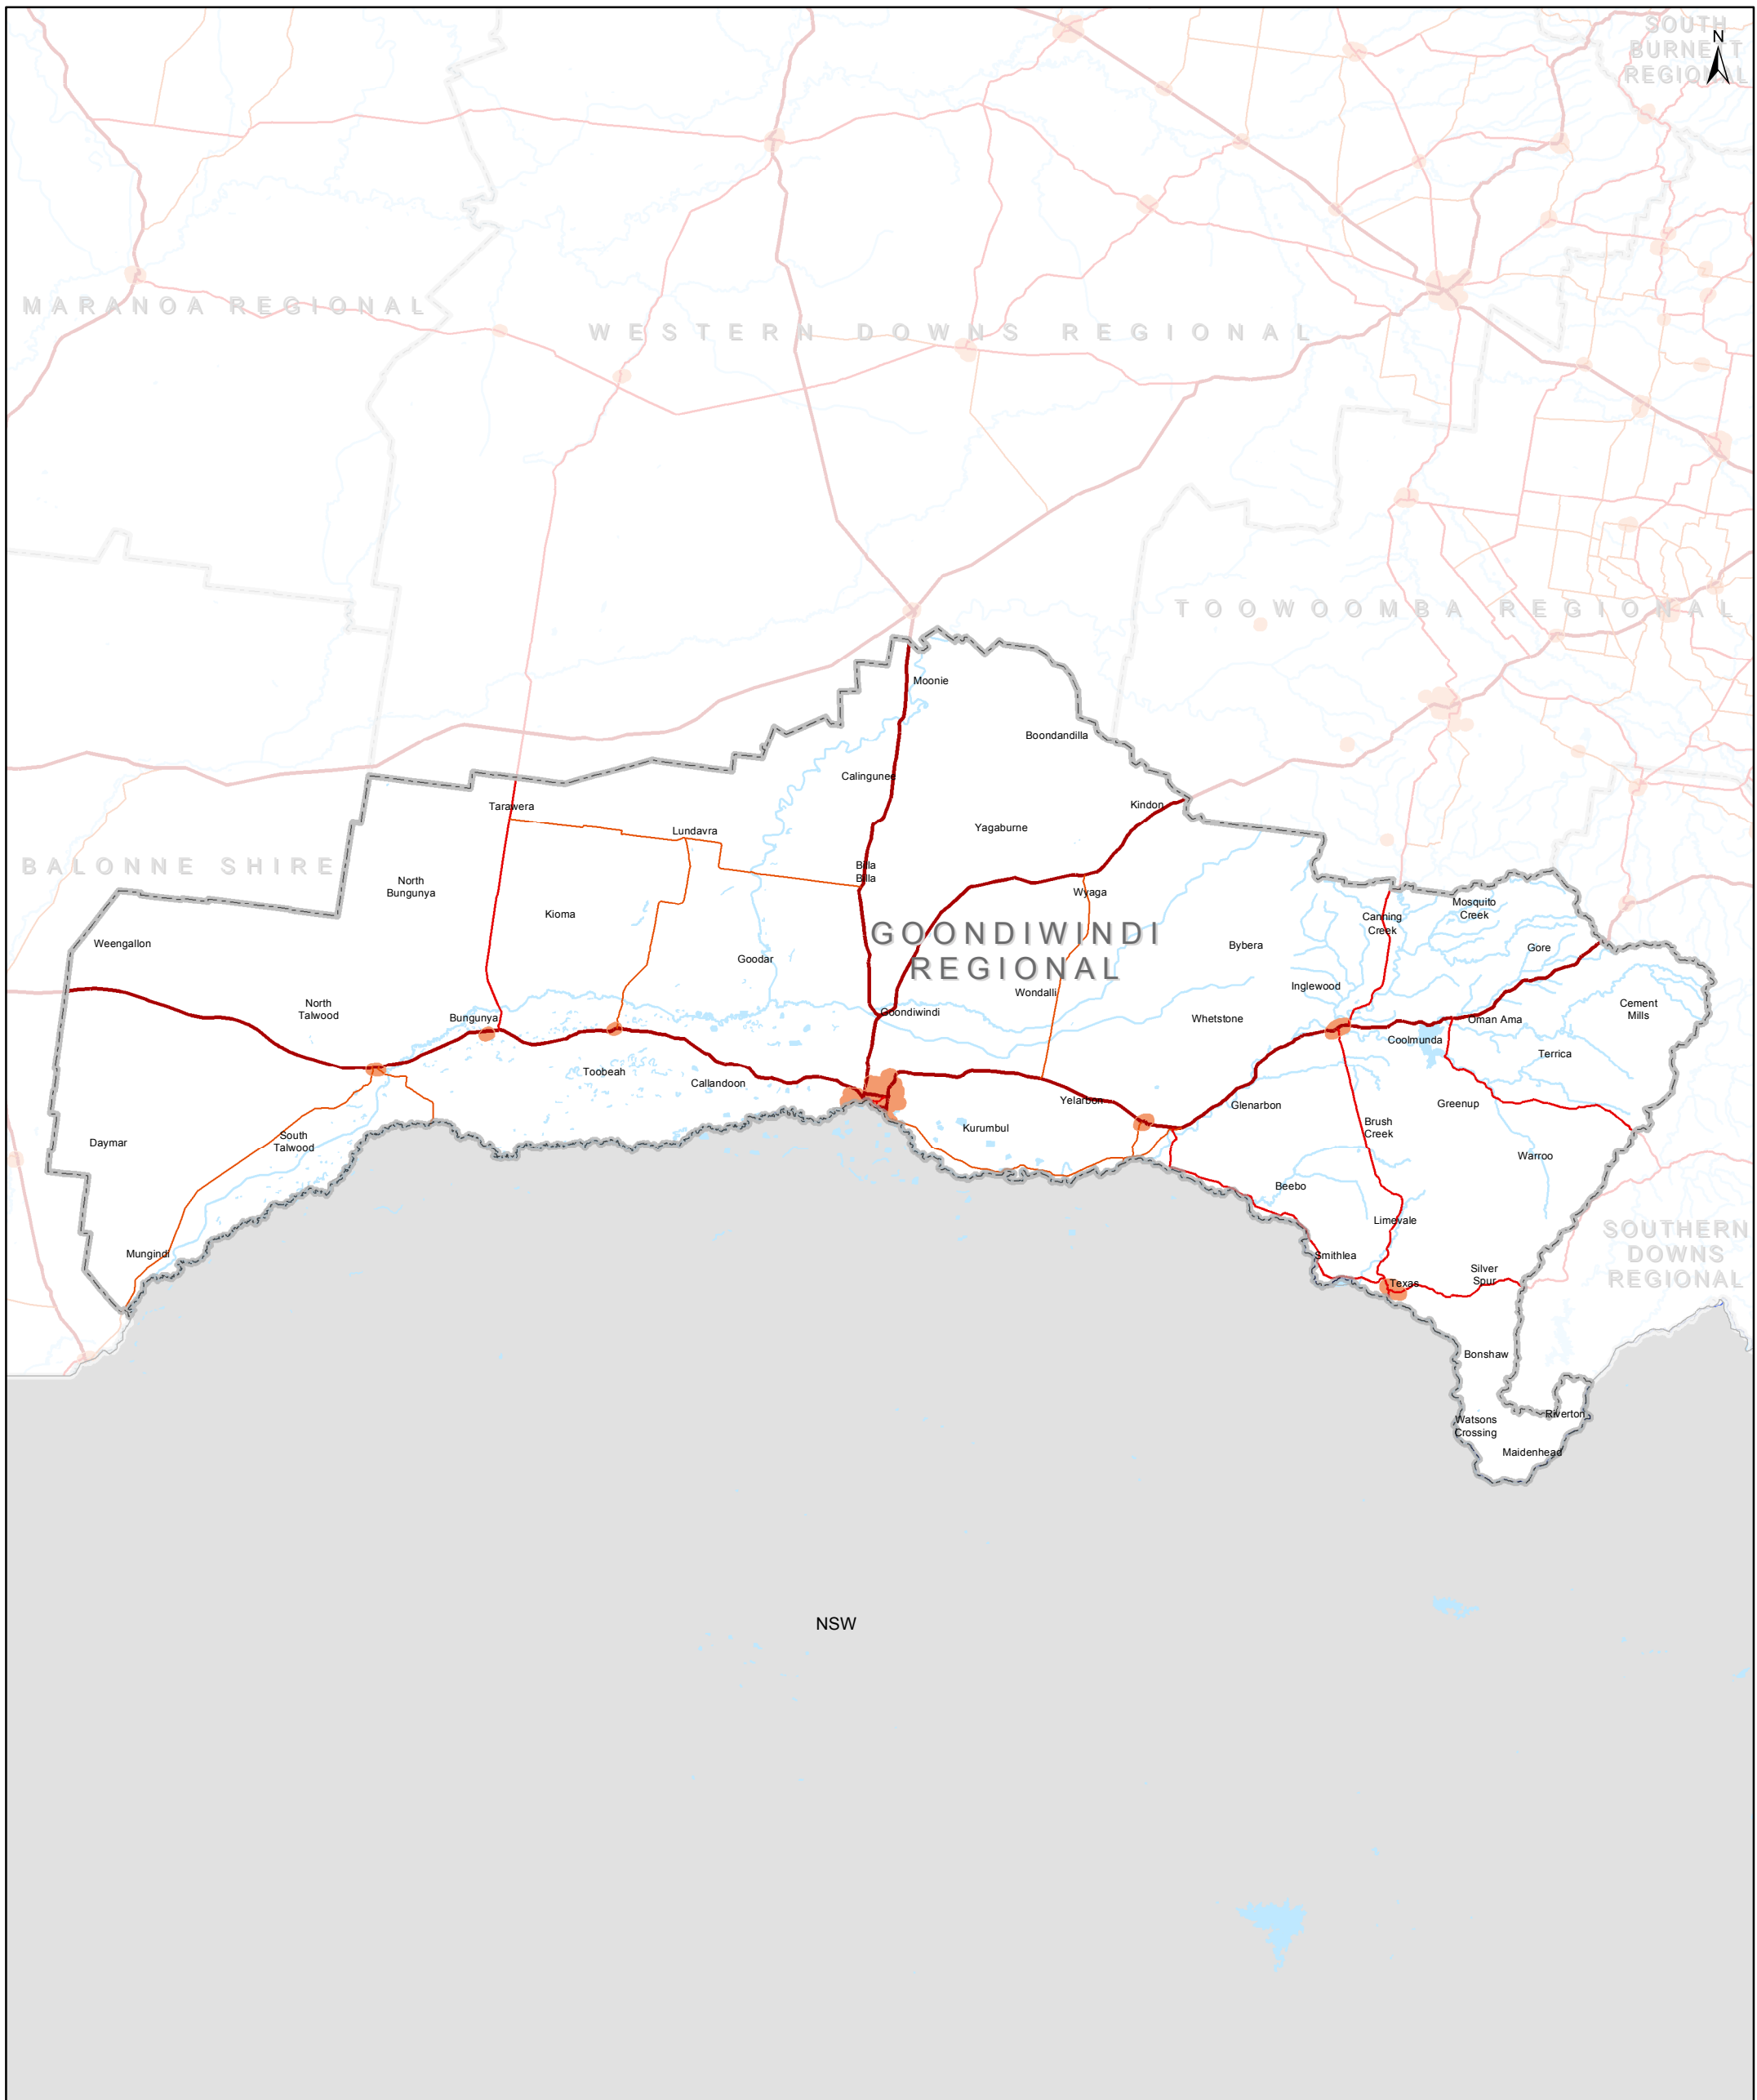 SOUTH
BURNETT
REGIONAL
N
MARANOA REGIONAL
WESTERN DOWNS REGIONAL
TOOWOOMBA REGIONAL
Moonie
Boondandilla
Calingunee
Tarawera
Kindon
Lundavra
Yagaburne
BALONNE SHIRE
Billa
Billa
North
Bungunya
Wyaga
Kioma
Canning
Creek
Mosquito
Creek
GOONDIWINDI
REGIONAL
Weengallon
Bybera
Gore
Goodar
Inglewood
Wondalli
North
Talwood
Bungunya
Goondiwindi
Whetstone
Oman Ama
Cement
Mills
Coolmunda
Terrica
Toobeah
Callandoon
Yelarbon
Glenarbon
Greenup
Kurumbul
Brush
Creek
Daymar
South
Talwood
Warroo
Beebo
Limevale
SOUTHERN
DOWNS
REGIONAL
Mungindi
Smithlea
Silver
Spur
Texas
Bonshaw
Riverton
Watsons
Crossing
Maidenhead
NSW